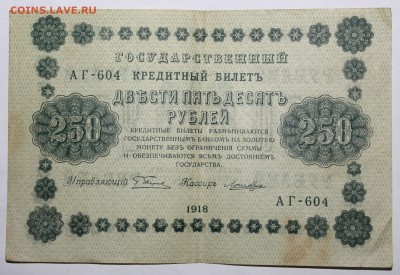 COINS.LAVE.RU
ГОСУДАРСТВЕННЫЙ
АГ-604 КРЕДИТНЫЙ БИЛЕТЪ
ДВѢСТИ ПЯТЬДЕСЯТЪ
РУБЛЕЙ
250 250
КРЕДИТНЫЕ БИЛЕТЫ РАЗМѢНИВАЮТСЯ
ГОСУДАРСТВЕННЫМЪ БАНКОМЪ НА ЗОЛОТУЮ
МОНЕТУ БЕЗЪ ОГРАНИЧЕНІЯ СУММЫ
И ОБЕЗПЕЧИВАЮТСЯ ВСѢМЪ ДОСТОЯНІЕМЪ
ГОСУДАРСТВА.
Управляющій Кассиръ
1918
АГ-604